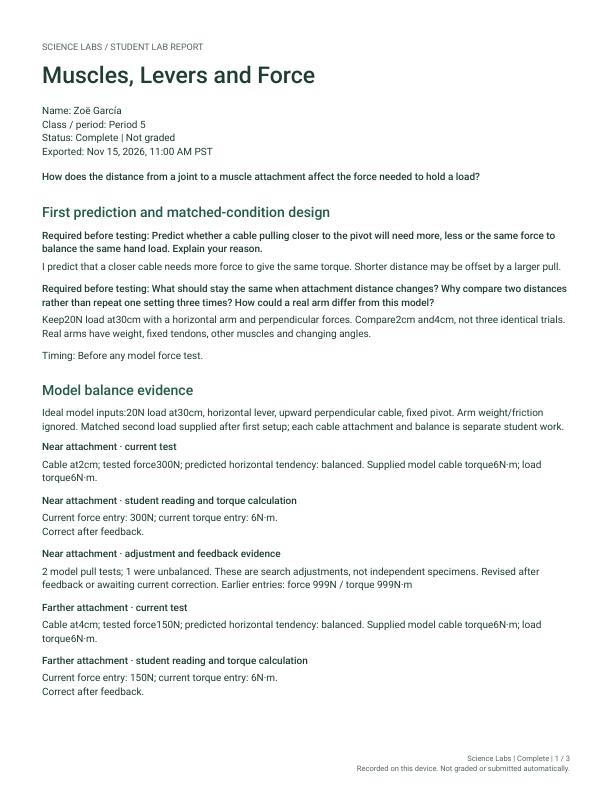 SCIENCE LABS / STUDENT LAB REPORT
Muscles, Levers and Force
Name: Zoë García
Class / period: Period 5
Status: Complete | Not graded
Exported: Nov 15, 2026, 11:00 AM PST
How does the distance from a joint to a muscle attachment affect the force needed to hold a load?
First prediction and matched-condition design
Required before testing: Predict whether a cable pulling closer to the pivot will need more, less or the same force to
balance the same hand load. Explain your reason.
I predict that a closer cable needs more force to give the same torque. Shorter distance may be offset by a larger pull.
Required before testing: What should stay the same when attachment distance changes? Why compare two distances
rather than repeat one setting three times? How could a real arm differ from this model?
Keep20N load at30cm with a horizontal arm and perpendicular forces. Compare2cm and4cm, not three identical trials.
Real arms have weight, fixed tendons, other muscles and changing angles.
Timing: Before any model force test.
Model balance evidence
Ideal model inputs:20N load at30cm, horizontal lever, upward perpendicular cable, fixed pivot. Arm weight/friction
ignored. Matched second load supplied after first setup; each cable attachment and balance is separate student work.
Near attachment · current test
Cable at2cm; tested force300N; predicted horizontal tendency: balanced. Supplied model cable torque6N·m; load
torque6N·m.
Near attachment · student reading and torque calculation
Current force entry: 300N; current torque entry: 6N·m.
Correct after feedback.
Near attachment · adjustment and feedback evidence
2 model pull tests; 1 were unbalanced. These are search adjustments, not independent specimens. Revised after
feedback or awaiting current correction. Earlier entries: force 999N / torque 999N·m
Farther attachment · current test
Cable at4cm; tested force150N; predicted horizontal tendency: balanced. Supplied model cable torque6N·m; load
torque6N·m.
Farther attachment · student reading and torque calculation
Current force entry: 150N; current torque entry: 6N·m.
Correct after feedback.
Science Labs | Complete | 1 / 3
Recorded on this device. Not graded or submitted automatically.